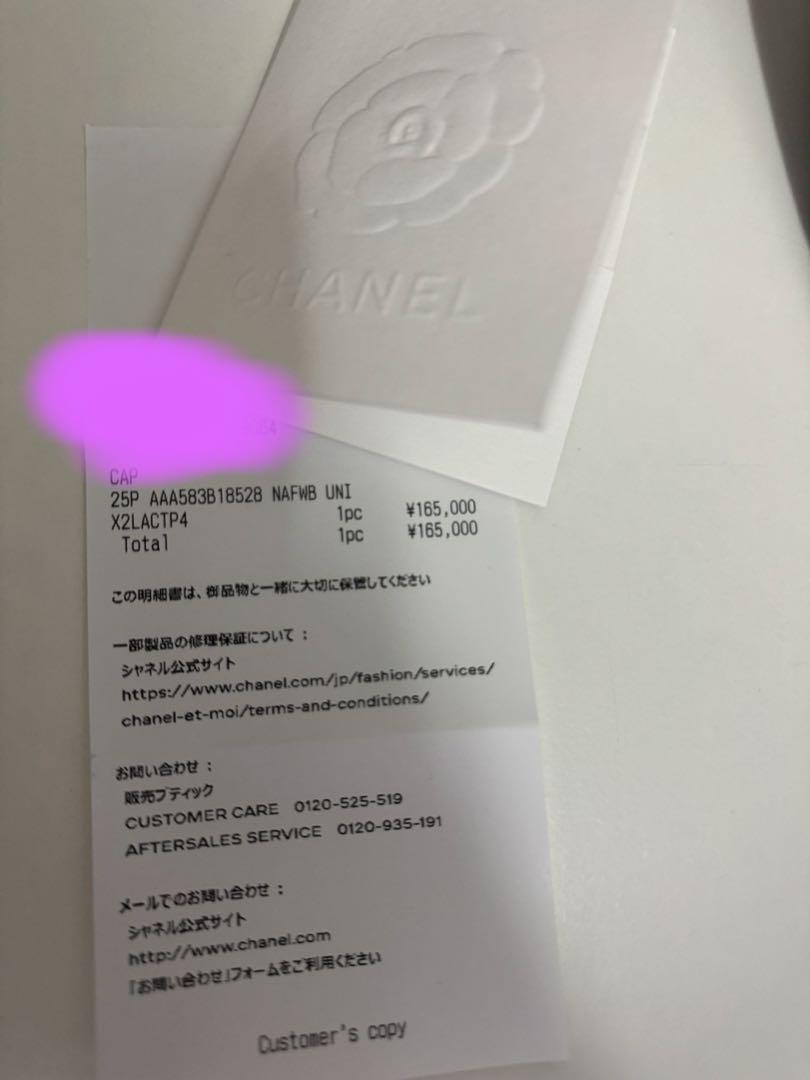 CHANEL
CAP
25P AAA583B18528 NAFWB UNI
X2LACTP4 1pc ¥165,000
Total 1pc ¥165,000
この明細書は、御品物と一緒に大切に保管してください
一部製品の修理保証について：
シャネル公式サイト
https://www.chanel.com/jp/fashion/services/
chanel-et-moi/terms-and-conditions/
お問い合わせ：
販売ブティック
CUSTOMER CARE 0120-525-519
AFTERSALES SERVICE 0120-935-191
メールでのお問い合わせ：
シャネル公式サイト
http://www.chanel.com
「お問い合わせ」フォームをご利用ください
Customer's copy